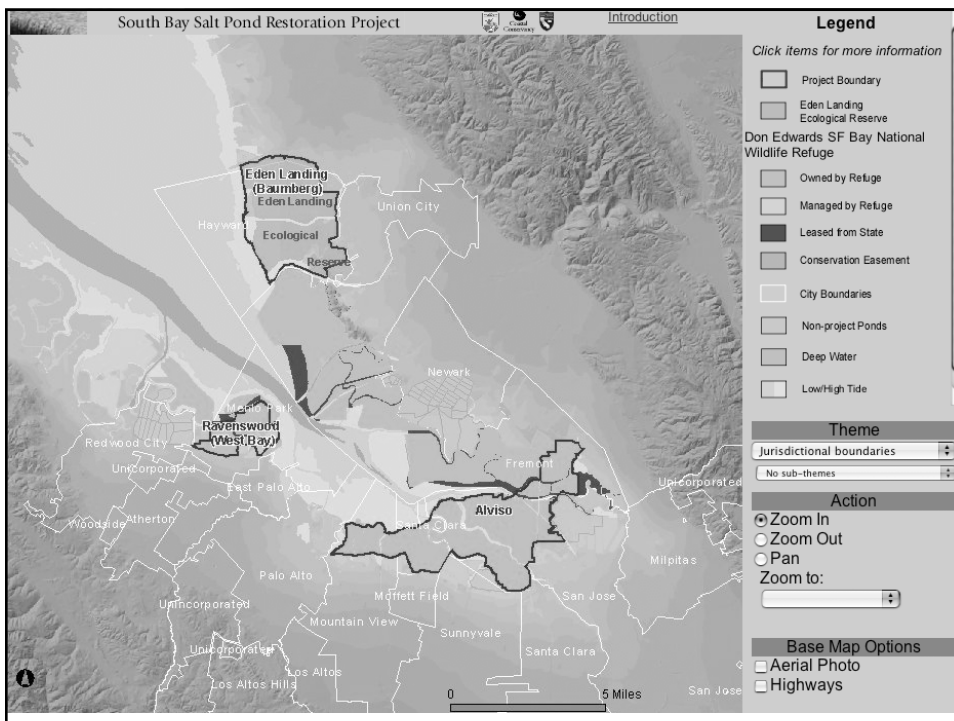 South Bay Salt Pond Restoration Project
Coastal
Conservancy
Introduction
Eden Landing
(Baumberg)
Eden Landing
Ecological
Reserve
Hayward
Union City
Newark
Menlo Park
Ravenswood
(West Bay)
Redwood City
Unincorporated
East Palo Alto
Woodside
Atherton
Fremont
Alviso
Santa Clara
Unincorporated
Milpitas
Palo Alto
Moffett Field
San Jose
Unincorporated
Mountain View
Sunnyvale
Unincorporated
Los Altos
Santa Clara
Los Altos Hills
San Jose
0
5 Miles
Legend
Click items for more information
Project Boundary
Eden Landing
Ecological Reserve
Don Edwards SF Bay National
Wildlife Refuge
Owned by Refuge
Managed by Refuge
Leased from State
Conservation Easement
City Boundaries
Non-project Ponds
Deep Water
Low/High Tide
Theme
Jurisdictional boundaries
No sub-themes
Action
Zoom In
Zoom Out
Pan
Zoom to:
Base Map Options
Aerial Photo
Highways